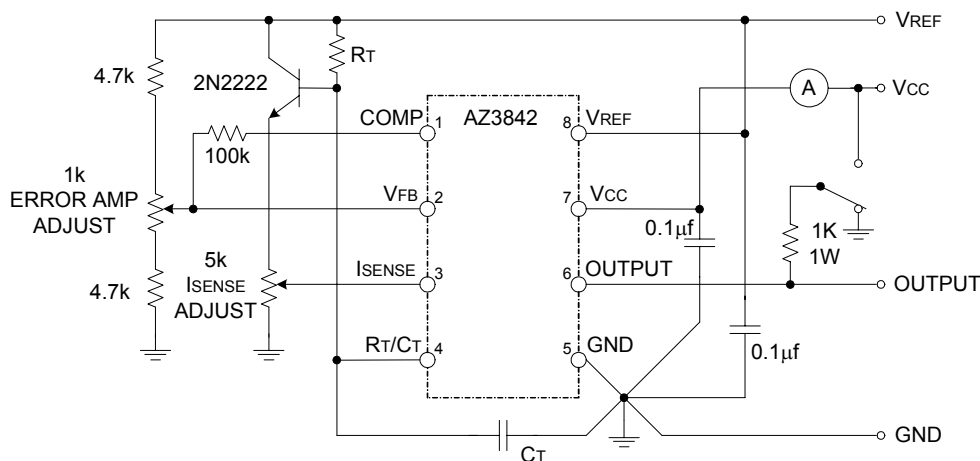 VREF
RT
4.7k
2N2222
A
VCC
COMP
1
AZ3842
8
VREF
100k
1k
ERROR AMP
ADJUST
VFB
2
7
VCC
0.1μf
1K
1W
5k
ISENSE
ADJUST
ISENSE
3
6
OUTPUT
OUTPUT
4.7k
RT/CT
4
5
GND
0.1μf
GND
CT